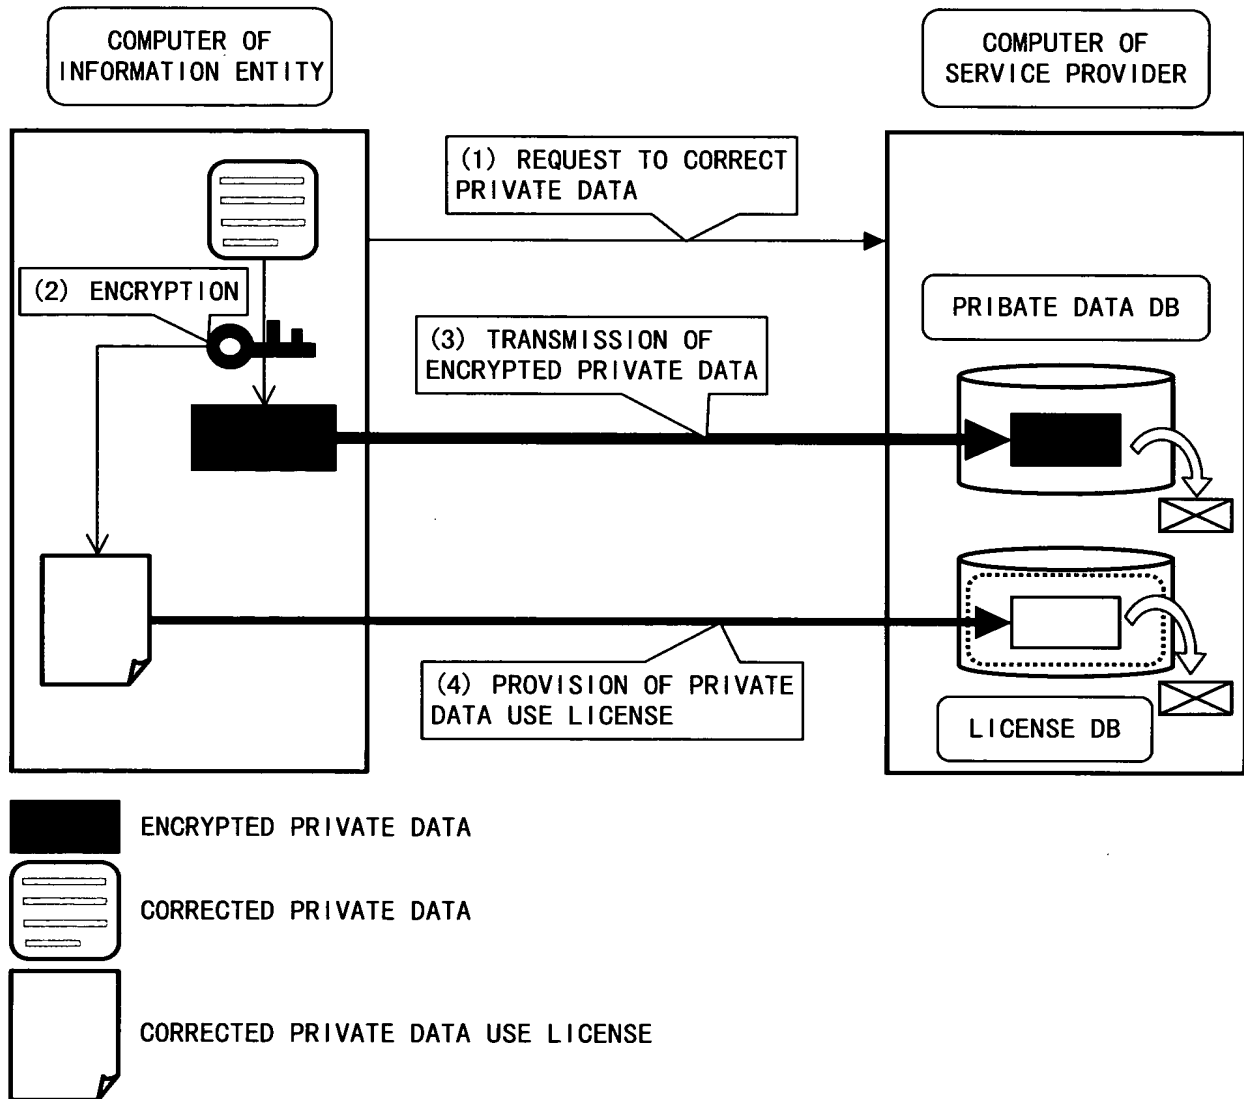 COMPUTER OF
INFORMATION ENTITY
COMPUTER OF
SERVICE PROVIDER
(1) REQUEST TO CORRECT
PRIVATE DATA
(2) ENCRYPTION
PRIBATE DATA DB
(3) TRANSMISSION OF
ENCRYPTED PRIVATE DATA
(4) PROVISION OF PRIVATE
DATA USE LICENSE
LICENSE DB
ENCRYPTED PRIVATE DATA
CORRECTED PRIVATE DATA
CORRECTED PRIVATE DATA USE LICENSE